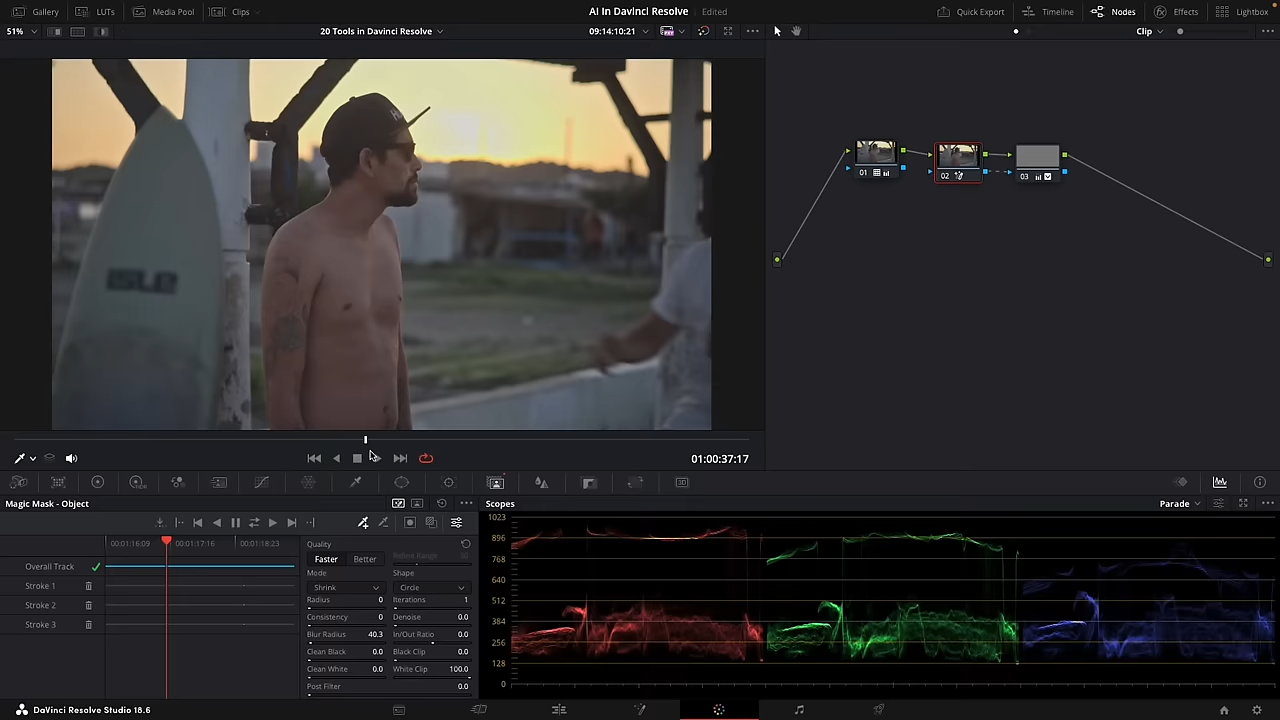 Gallery LUTs Media Pool Clips AI In Davinci Resolve Edited Quick Export Timeline Nodes Effects Lightbox
51% 20 Tools in Davinci Resolve 09:14:10:21 Clip
01 02 03
01:00:37:17
Magic Mask - Object Scopes Parade
00:01:16:09 00:01:17:16 00:01:18:23
Overall Track
Stroke 1
Stroke 2
Stroke 3
Quality
Faster Better Refine Range
Mode Shape
Shrink Circle
Radius 0 Iterations 1
Consistency 0 Denoise 0.0
Blur Radius 40.3 In/Out Ratio 0.0
Clean Black 0.0 Black Clip 0.0
Clean White 0.0 White Clip 100.0
Post Filter 0.0
1023
896
768
640
512
384
256
128
0
DaVinci Resolve Studio 18.6